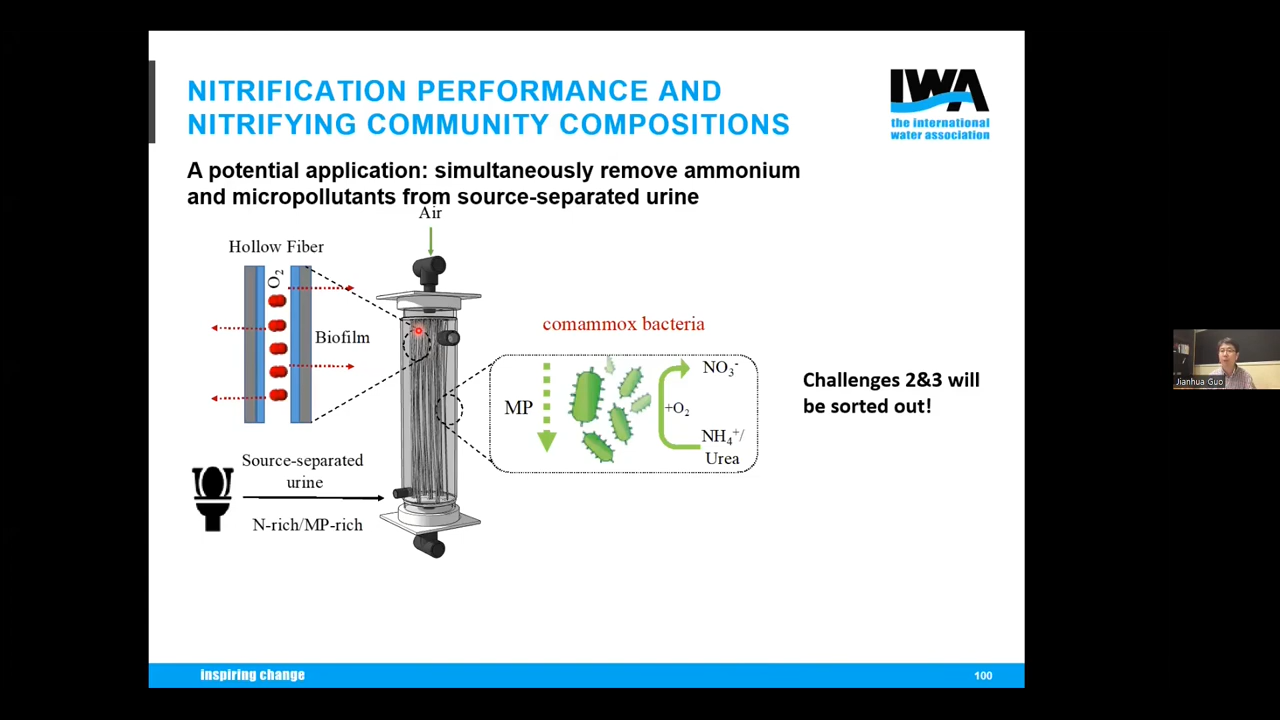 NITRIFICATION PERFORMANCE AND
NITRIFYING COMMUNITY COMPOSITIONS
IWA
the international
water association
A potential application: simultaneously remove ammonium
and micropollutants from source-separated urine
Air
Hollow Fiber
O₂
Biofilm
comammox bacteria
MP
NO₃⁻
+O₂
NH₄⁺/
Urea
Challenges 2&3 will
be sorted out!
Source-separated
urine
N-rich/MP-rich
Jianhua Guo
inspiring change
100